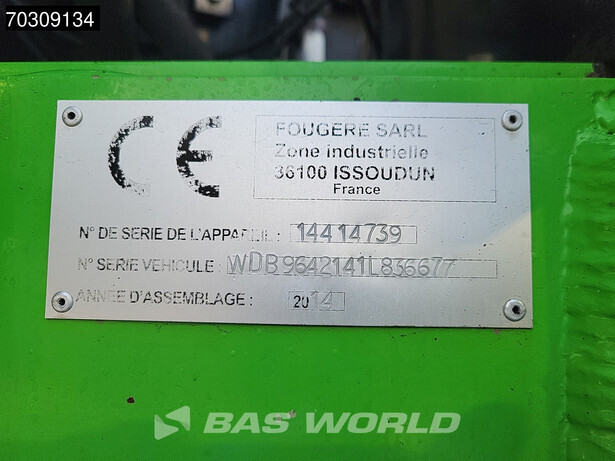 70309134
CE
FOUGERE SARL
Zone industrielle
36100 ISSOUDUN
France
N° DE SERIE DE L'APPAREIL : 14414739
N° SERIE VEHICULE : WDB9642141L836677
ANNEE D'ASSEMBLAGE : 2014
BAS WORLD